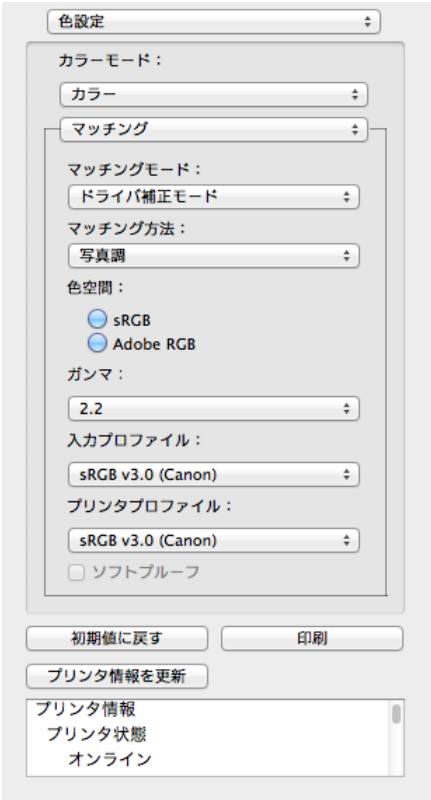 色設定
カラーモード：
カラー
マッチング
マッチングモード：
ドライバ補正モード
マッチング方法：
写真調
色空間：
sRGB
Adobe RGB
ガンマ：
2.2
入力プロファイル：
sRGB v3.0 (Canon)
プリンタプロファイル：
sRGB v3.0 (Canon)
ソフトプルーフ
初期値に戻す 印刷
プリンタ情報を更新
プリンタ情報
プリンタ状態
オンライン